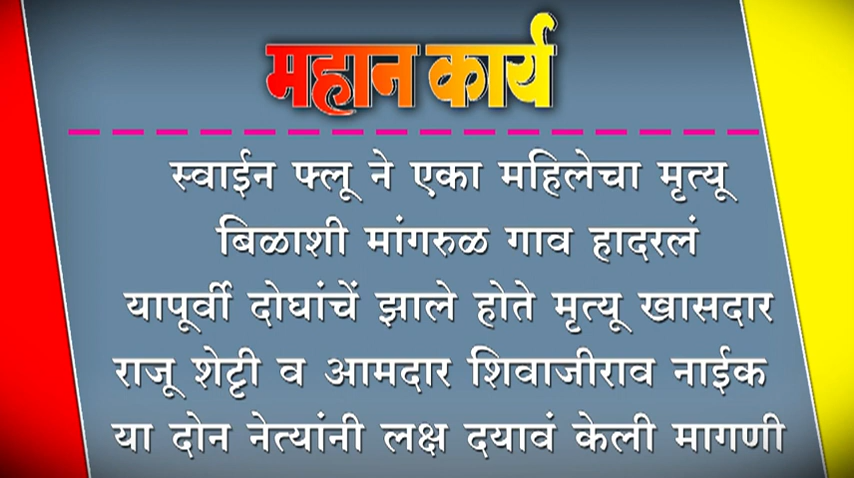 महान कार्य
स्वाईन फ्लू ने एका महिलेचा मृत्यू
बिळाशी मांगरुळ गाव हादरलं
यापूर्वी दोघांचें झाले होते मृत्यू खासदार
राजू शेट्टी व आमदार शिवाजीराव नाईक
या दोन नेत्यांनी लक्ष दयावं केली मागणी